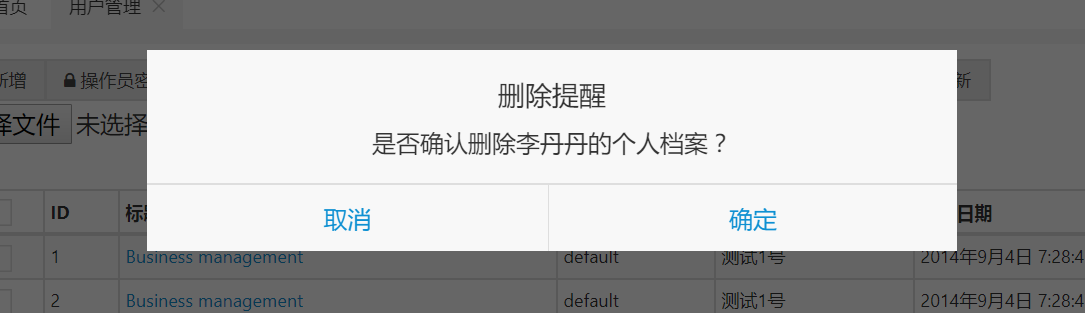 首页 用户管理
新增 操作员密
新
择文件 未选择
删除提醒
是否确认删除李丹丹的个人档案？
取消 确定
ID 标题 日期
1 Business management default 测试1号 2014年9月4日 7:28:4
2 Business management default 测试1号 2014年9月4日 7:28:4